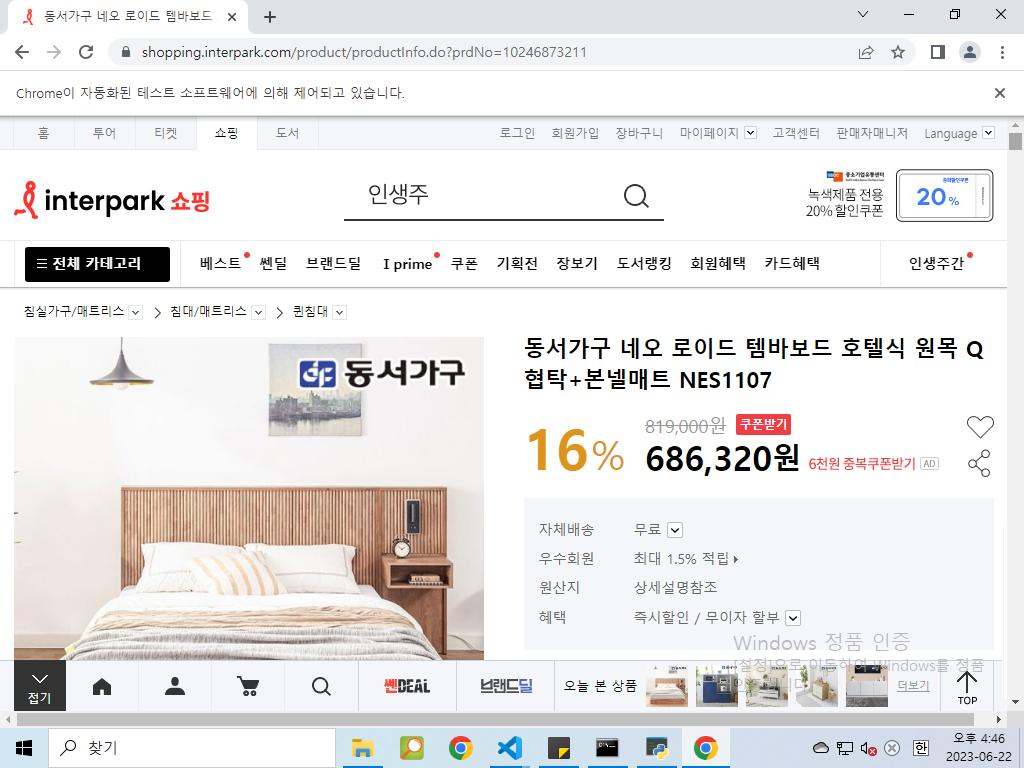 동서가구 네오 로이드 템바보드
shopping.interpark.com/product/productInfo.do?prdNo=10246873211
Chrome이 자동화된 테스트 소프트웨어에 의해 제어되고 있습니다.
홈 투어 티켓 쇼핑 도서 로그인 회원가입 장바구니 마이페이지 고객센터 판매자매니저 Language
interpark 쇼핑 인생주
중소기업유통센터
녹색제품 전용
20% 할인쿠폰
중복할인쿠폰
20%
전체 카테고리 베스트 쎈딜 브랜드딜 I prime 쿠폰 기획전 장보기 도서랭킹 회원혜택 카드혜택 인생주간
침실가구/매트리스 침대/매트리스 퀸침대
동서가구
동서가구 네오 로이드 템바보드 호텔식 원목 Q
협탁+본넬매트 NES1107
16% 819,000원 쿠폰받기
686,320원 6천원 중복쿠폰받기 AD
자체배송 무료
우수회원 최대 1.5% 적립
원산지 상세설명참조
혜택 즉시할인 / 무이자 할부
Windows 정품 인증
[설정]으로 이동하여 Windows를 정품
접기 쎈DEAL 브랜드딜 오늘 본 상품 더보기 TOP
찾기
한
오후 4:46
2023-06-22